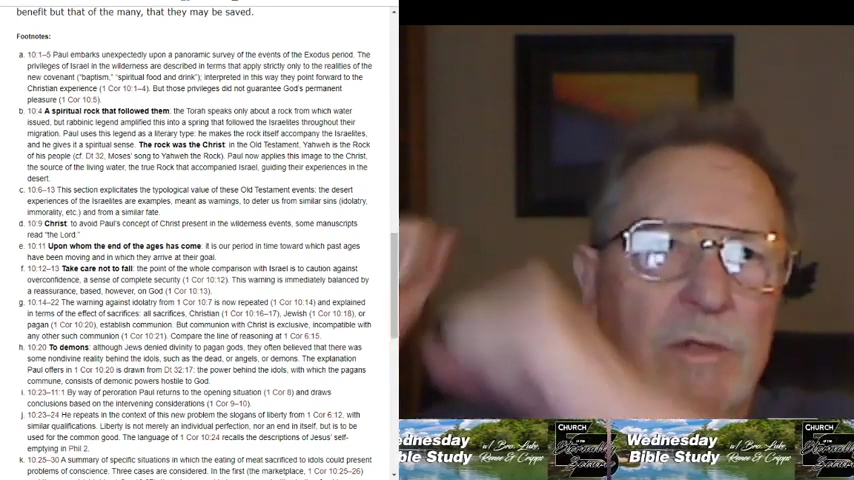 benefit but that of the many, that they may be saved.
Footnotes:
a. 10:1–5 Paul embarks unexpectedly upon a panoramic survey of the events of the Exodus period. The
privileges of Israel in the wilderness are described in terms that apply strictly only to the realities of the
new covenant (“baptism,” “spiritual food and drink”); interpreted in this way they point forward to the
Christian experience (1 Cor 10:1–4). But those privileges did not guarantee God’s permanent
pleasure (1 Cor 10:5).
b. 10:4 A spiritual rock that followed them: the Torah speaks only about a rock from which water
issued, but rabbinic legend amplified this into a spring that followed the Israelites throughout their
migration. Paul uses this legend as a literary type: he makes the rock itself accompany the Israelites,
and he gives it a spiritual sense. The rock was the Christ: in the Old Testament, Yahweh is the Rock
of his people (cf. Dt 32, Moses’ song to Yahweh the Rock). Paul now applies this image to the Christ,
the source of the living water, the true Rock that accompanied Israel, guiding their experiences in the
desert.
c. 10:6–13 This section explicitates the typological value of these Old Testament events: the desert
experiences of the Israelites are examples, meant as warnings, to deter us from similar sins (idolatry,
immorality, etc.) and from a similar fate.
d. 10:9 Christ: to avoid Paul’s concept of Christ present in the wilderness events, some manuscripts
read “the Lord.”
e. 10:11 Upon whom the end of the ages has come: it is our period in time toward which past ages
have been moving and in which they arrive at their goal.
f. 10:12–13 Take care not to fall: the point of the whole comparison with Israel is to caution against
overconfidence, a sense of complete security (1 Cor 10:12). This warning is immediately balanced by
a reassurance, based, however, on God (1 Cor 10:13).
g. 10:14–22 The warning against idolatry from 1 Cor 10:7 is now repeated (1 Cor 10:14) and explained
in terms of the effect of sacrifices: all sacrifices, Christian (1 Cor 10:16–17), Jewish (1 Cor 10:18), or
pagan (1 Cor 10:20), establish communion. But communion with Christ is exclusive, incompatible with
any other such communion (1 Cor 10:21). Compare the line of reasoning at 1 Cor 6:15.
h. 10:20 To demons: although Jews denied divinity to pagan gods, they often believed that there was
some nondivine reality behind the idols, such as the dead, or angels, or demons. The explanation
Paul offers in 1 Cor 10:20 is drawn from Dt 32:17: the power behind the idols, with which the pagans
commune, consists of demonic powers hostile to God.
i. 10:23–11:1 By way of peroration Paul returns to the opening situation (1 Cor 8) and draws
conclusions based on the intervening considerations (1 Cor 9–10).
j. 10:23–24 He repeats in the context of this new problem the slogans of liberty from 1 Cor 6:12, with
similar qualifications. Liberty is not merely an individual perfection, nor an end in itself, but is to be
used for the common good. The language of 1 Cor 10:24 recalls the descriptions of Jesus’ self-
emptying in Phil 2.
k. 10:25–30 A summary of specific situations in which the eating of meat sacrificed to idols could present
problems of conscience. Three cases are considered. In the first (the marketplace, 1 Cor 10:25–26)
Wednesday
Bible Study
w/ Bro. Luke,
Renee & Cripps
Church
of the
Eternally
Secure
Wednesday
Bible Study
w/ Bro. Luke,
Renee & Cripps
Church
of the
Eternally
Secure